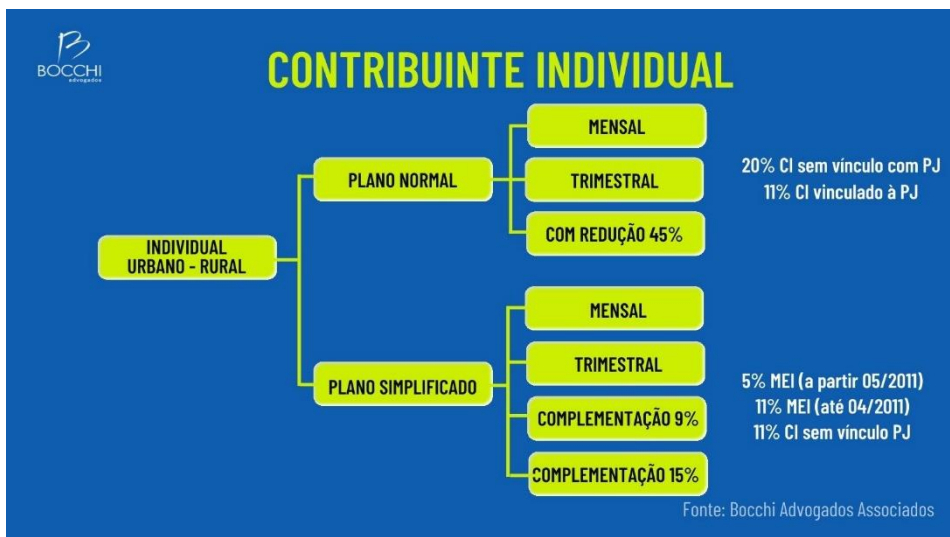 BOCCHI
advogados
CONTRIBUINTE INDIVIDUAL
INDIVIDUAL
URBANO - RURAL
PLANO NORMAL
MENSAL
TRIMESTRAL
COM REDUÇÃO 45%
20% CI sem vínculo com PJ
11% CI vinculado à PJ
PLANO SIMPLIFICADO
MENSAL
TRIMESTRAL
COMPLEMENTAÇÃO 9%
COMPLEMENTAÇÃO 15%
5% MEI (a partir 05/2011)
11% MEI (até 04/2011)
11% CI sem vínculo PJ
Fonte: Bocchi Advogados Associados